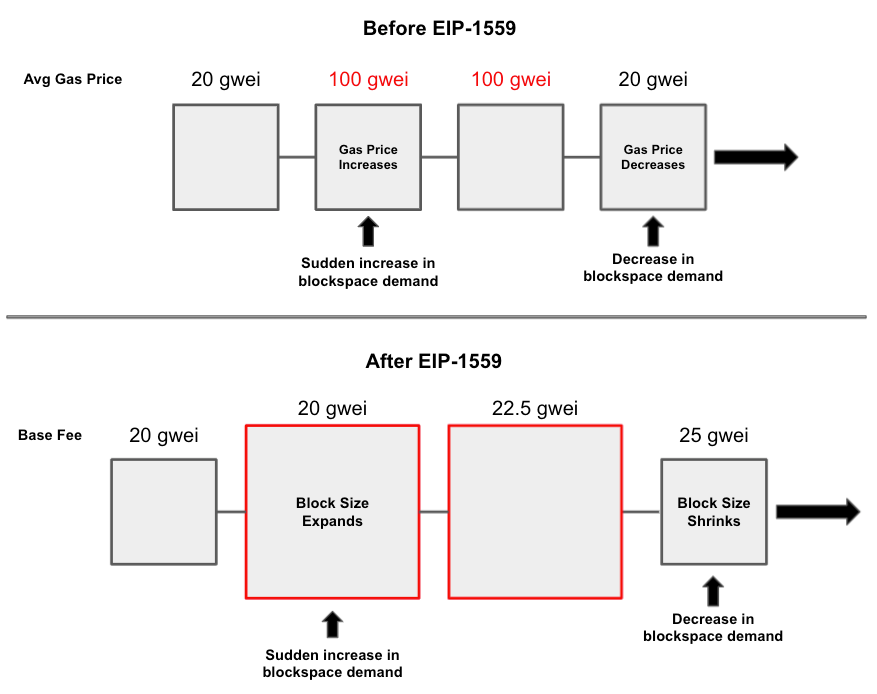 Before EIP-1559
Avg Gas Price
20 gwei
100 gwei
100 gwei
20 gwei
Gas Price
Increases
Gas Price
Decreases
Sudden increase in
blockspace demand
Decrease in
blockspace demand
After EIP-1559
Base Fee
20 gwei
20 gwei
22.5 gwei
25 gwei
Block Size
Expands
Block Size
Shrinks
Sudden increase in
blockspace demand
Decrease in
blockspace demand